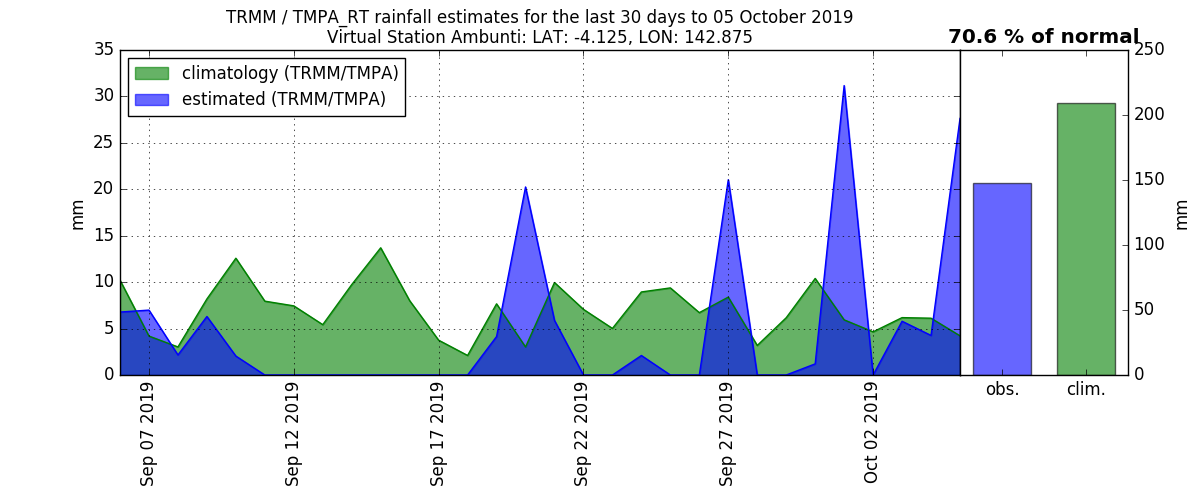 TRMM / TMPA_RT rainfall estimates for the last 30 days to 05 October 2019
Virtual Station Ambunti: LAT: -4.125, LON: 142.875
70.6 % of normal
climatology (TRMM/TMPA)
estimated (TRMM/TMPA)
35
30
25
20
15
10
5
0
mm
Sep 07 2019
Sep 12 2019
Sep 17 2019
Sep 22 2019
Sep 27 2019
Oct 02 2019
250
200
150
100
50
0
mm
obs.
clim.